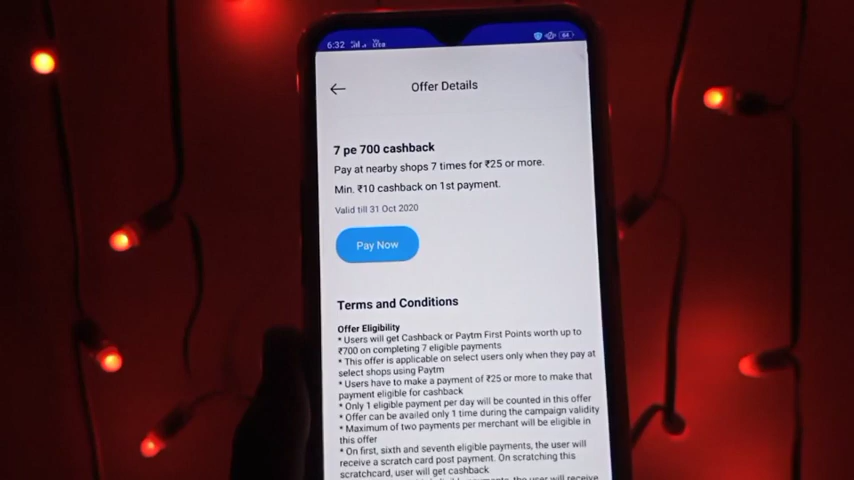 6:32
64
Offer Details
7 pe 700 cashback
Pay at nearby shops 7 times for ₹25 or more.
Min. ₹10 cashback on 1st payment.
Valid till 31 Oct 2020
Pay Now
Terms and Conditions
Offer Eligibility
* Users will get Cashback or Paytm First Points worth up to
₹700 on completing 7 eligible payments
* This offer is applicable on select users only when they pay at
select shops using Paytm
* Users have to make a payment of ₹25 or more to make that
payment eligible for cashback
* Only 1 eligible payment per day will be counted in this offer
* Offer can be availed only 1 time during the campaign validity
* Maximum of two payments per merchant will be eligible in
this offer
* On first, sixth and seventh eligible payments, the user will
receive a scratch card post payment. On scratching this
scratchcard, user will get cashback
payments, the user will receive